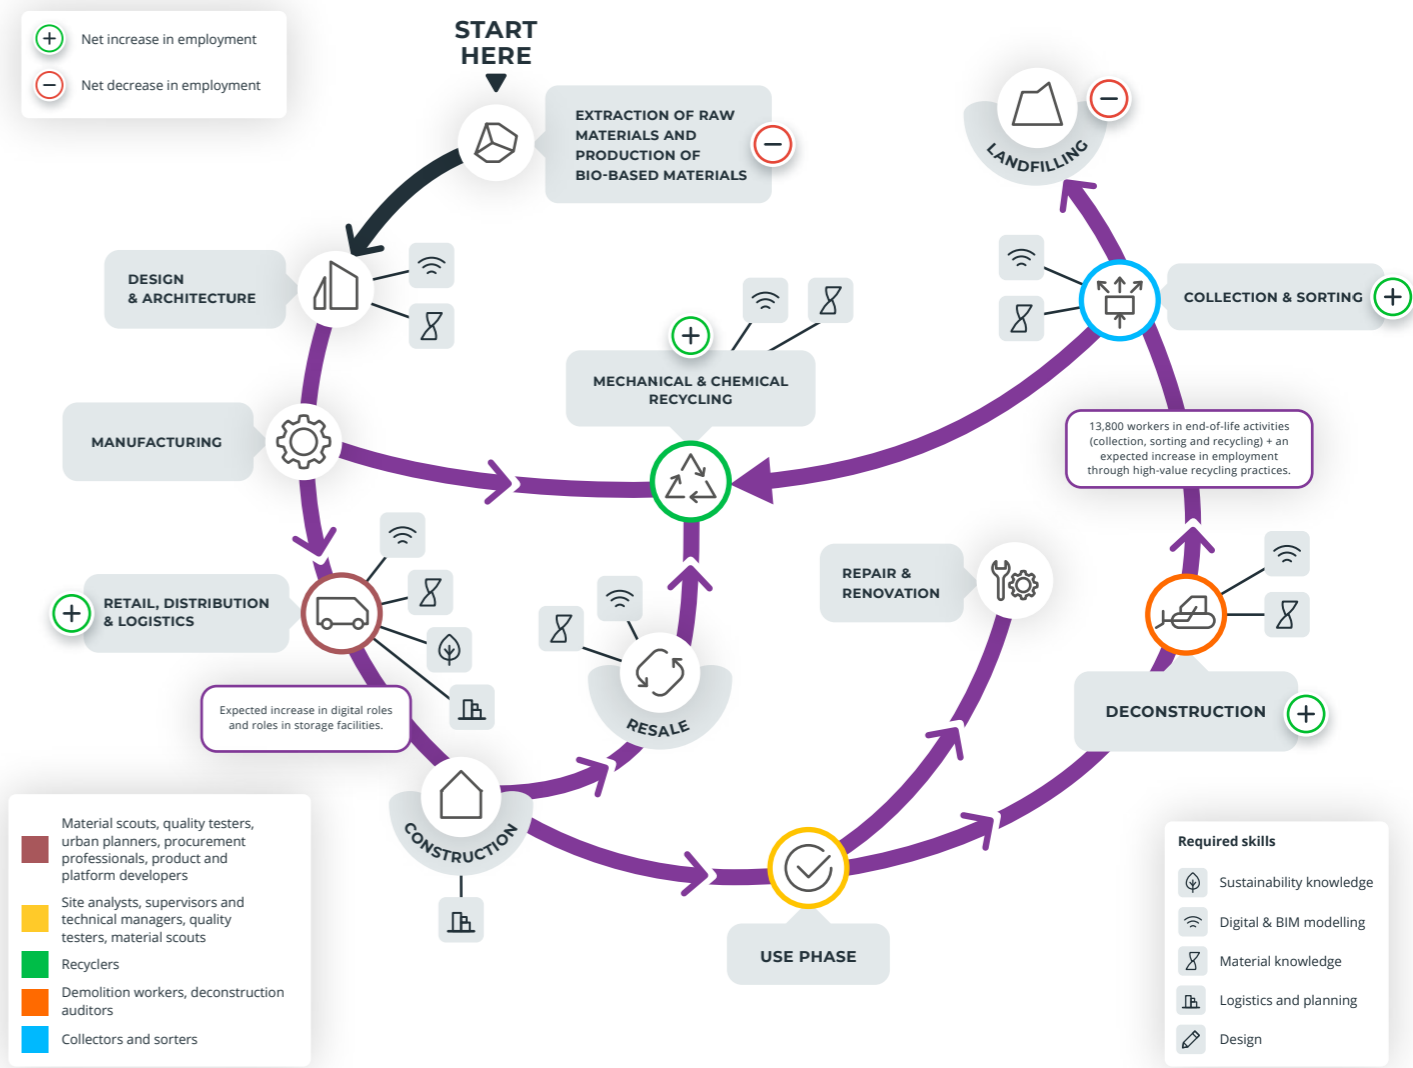 Net increase in employment
Net decrease in employment
START
HERE
EXTRACTION OF RAW
MATERIALS AND
PRODUCTION OF
BIO-BASED MATERIALS
LANDFILLING
DESIGN
& ARCHITECTURE
COLLECTION & SORTING
MECHANICAL & CHEMICAL
RECYCLING
MANUFACTURING
13,800 workers in end-of-life activities
(collection, sorting and recycling) + an
expected increase in employment
through high-value recycling practices.
RETAIL, DISTRIBUTION
& LOGISTICS
REPAIR &
RENOVATION
Expected increase in digital roles
and roles in storage facilities.
RESALE
DECONSTRUCTION
CONSTRUCTION
USE PHASE
Material scouts, quality testers,
urban planners, procurement
professionals, product and
platform developers
Site analysts, supervisors and
technical managers, quality
testers, material scouts
Recyclers
Demolition workers, deconstruction
auditors
Collectors and sorters
Required skills
Sustainability knowledge
Digital & BIM modelling
Material knowledge
Logistics and planning
Design